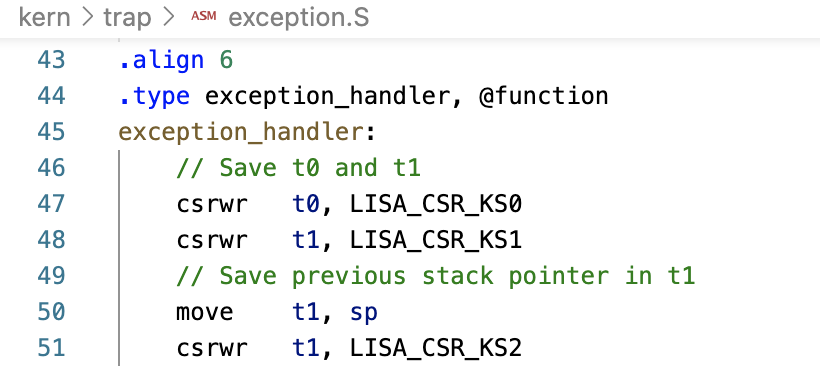 kern > trap > ASM exception.S
43 .align 6
44 .type exception_handler, @function
45 exception_handler:
46     // Save t0 and t1
47     csrwr   t0, LISA_CSR_KS0
48     csrwr   t1, LISA_CSR_KS1
49     // Save previous stack pointer in t1
50     move    t1, sp
51     csrwr   t1, LISA_CSR_KS2